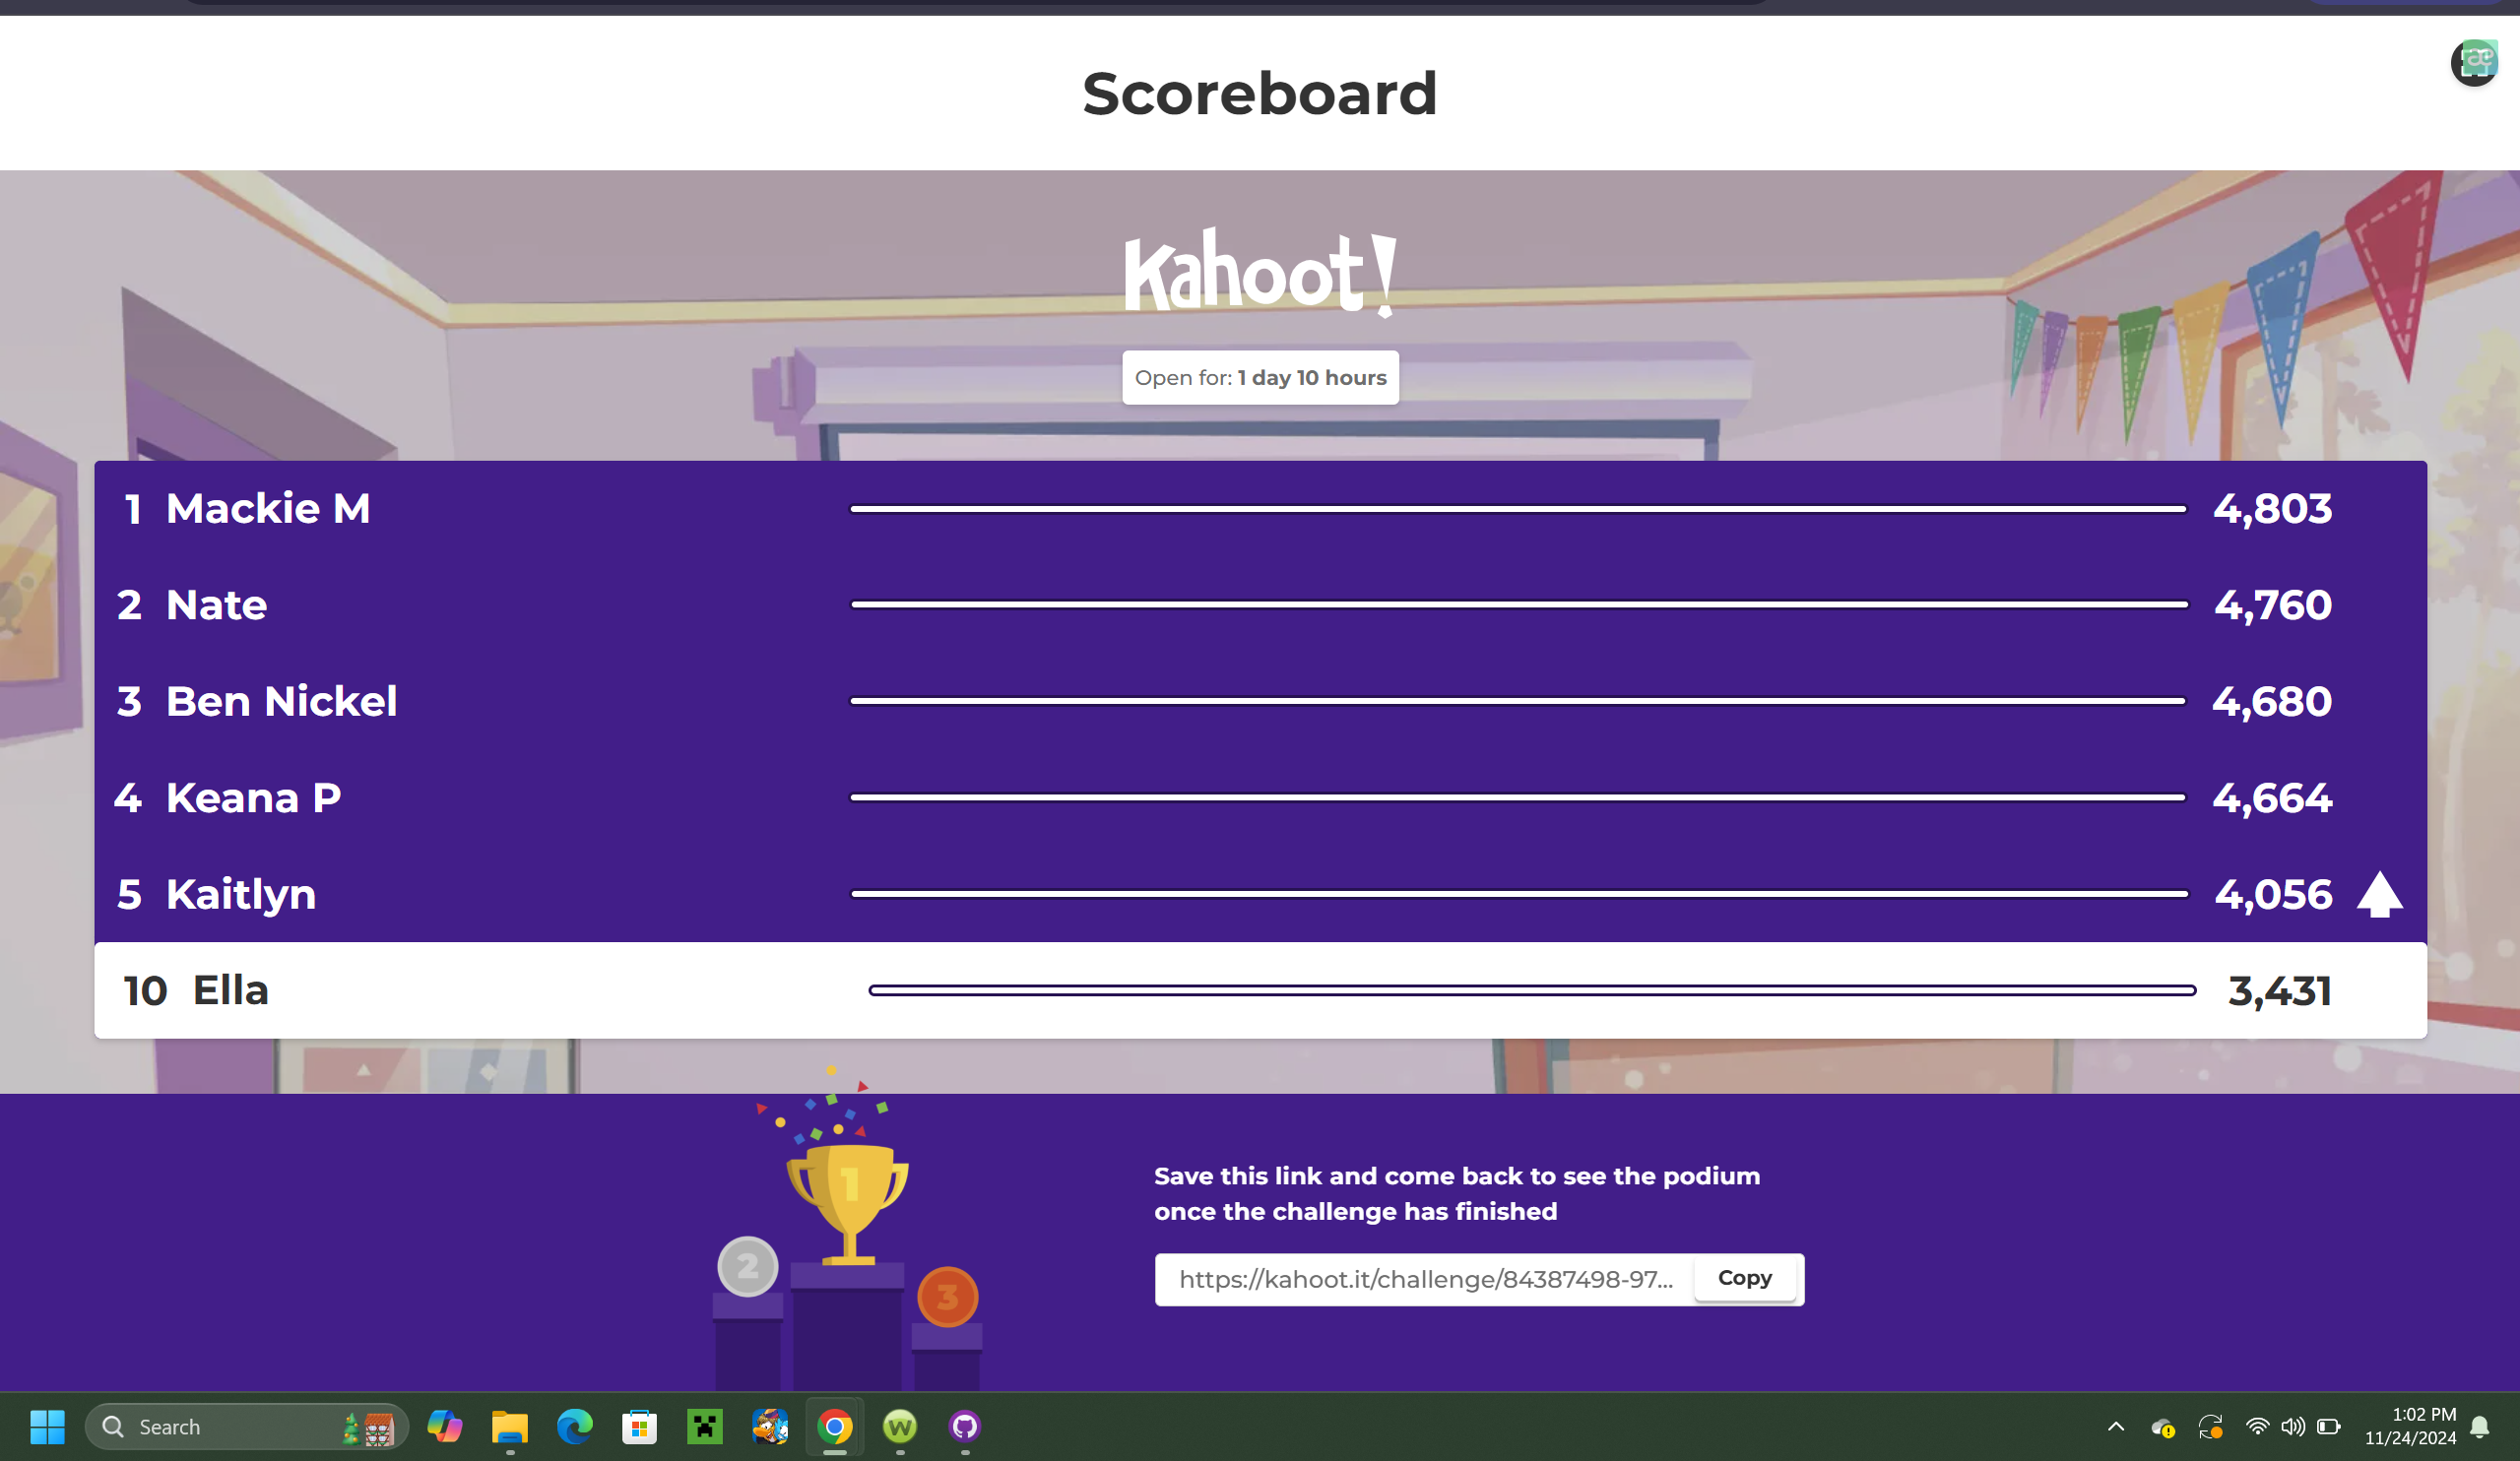 Scoreboard
Kahoot!
Open for: 1 day 10 hours
1 Mackie M 4,803
2 Nate 4,760
3 Ben Nickel 4,680
4 Keana P 4,664
5 Kaitlyn 4,056
10 Ella 3,431
1
2
3
Save this link and come back to see the podium
once the challenge has finished
https://kahoot.it/challenge/84387498-97...
Copy
Search
W
1:02 PM
11/24/2024